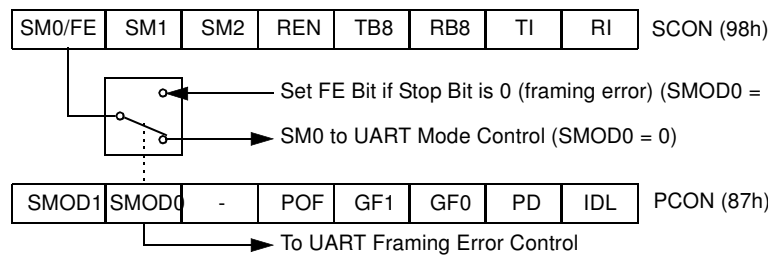 SM0/FE SM1 SM2 REN TB8 RB8 TI RI SCON (98h)
Set FE Bit if Stop Bit is 0 (framing error) (SMOD0 =
SM0 to UART Mode Control (SMOD0 = 0)
SMOD1 SMOD0 - POF GF1 GF0 PD IDL PCON (87h)
To UART Framing Error Control